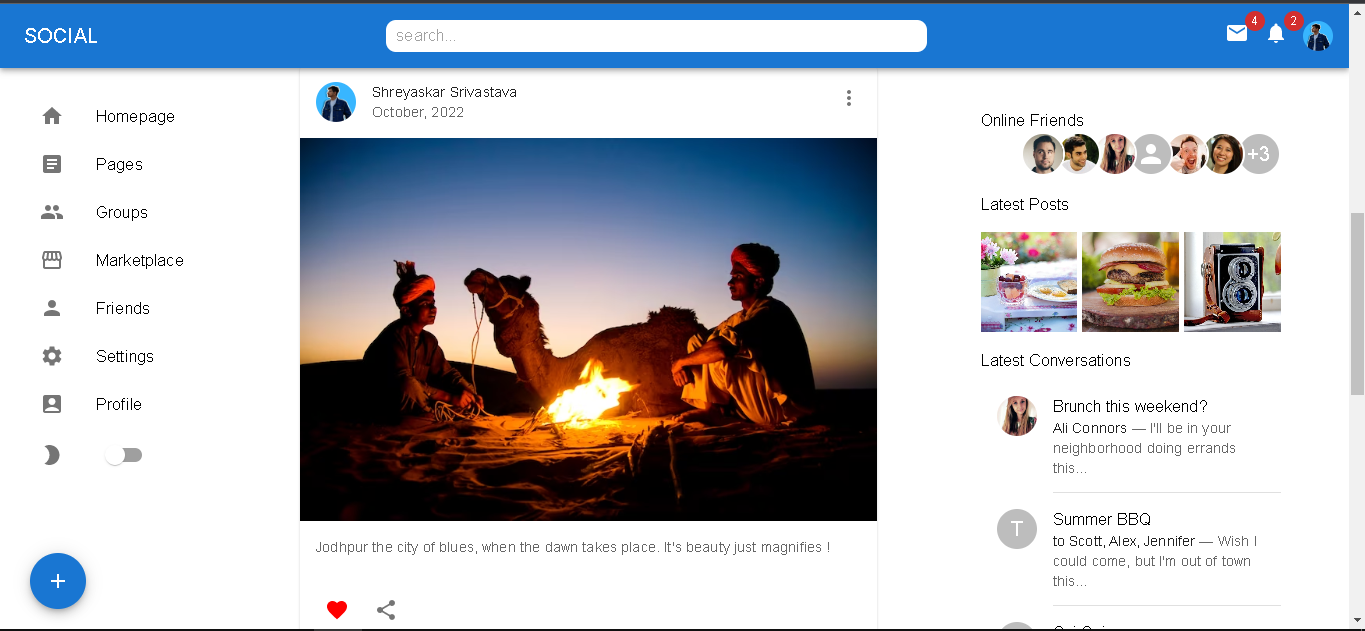 SOCIAL
search...
4
2
Homepage
Pages
Groups
Marketplace
Friends
Settings
Profile
Shreyaskar Srivastava
October, 2022
Jodhpur the city of blues, when the dawn takes place. It's beauty just magnifies !
Online Friends
+3
Latest Posts
Latest Conversations
Brunch this weekend?
Ali Connors — I'll be in your
neighborhood doing errands
this…
T
Summer BBQ
to Scott, Alex, Jennifer — Wish I
could come, but I'm out of town
this…